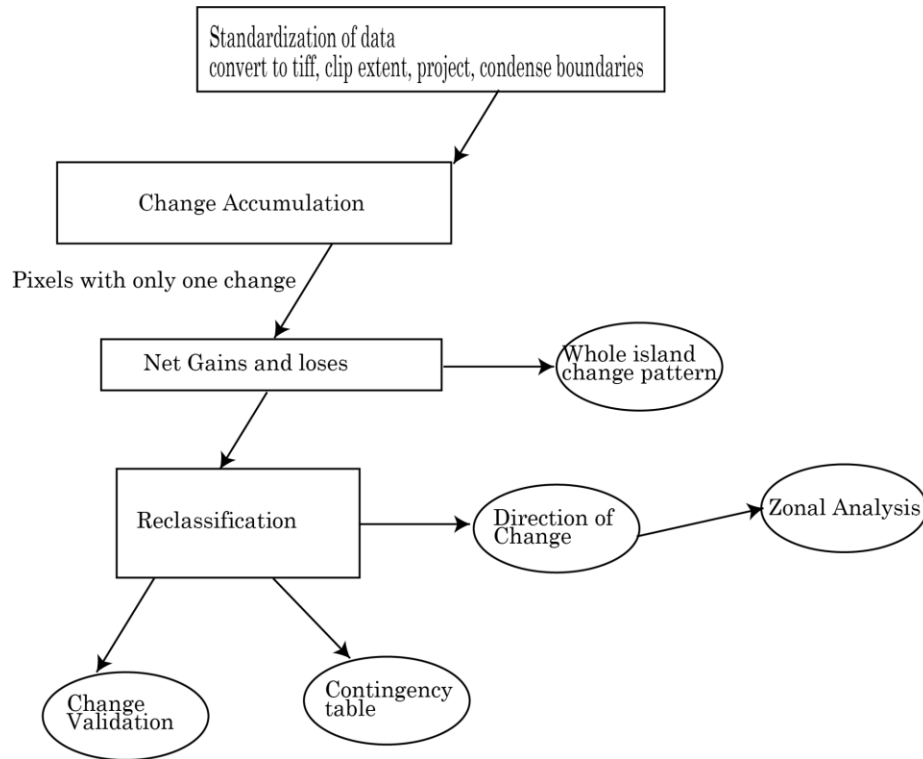 Standardization of data
convert to tiff, clip extent, project, condense boundaries
Change Accumulation
Pixels with only one change
Net Gains and loses
Whole island
change pattern
Reclassification
Direction of
Change
Zonal Analysis
Change
Validation
Contingency
table